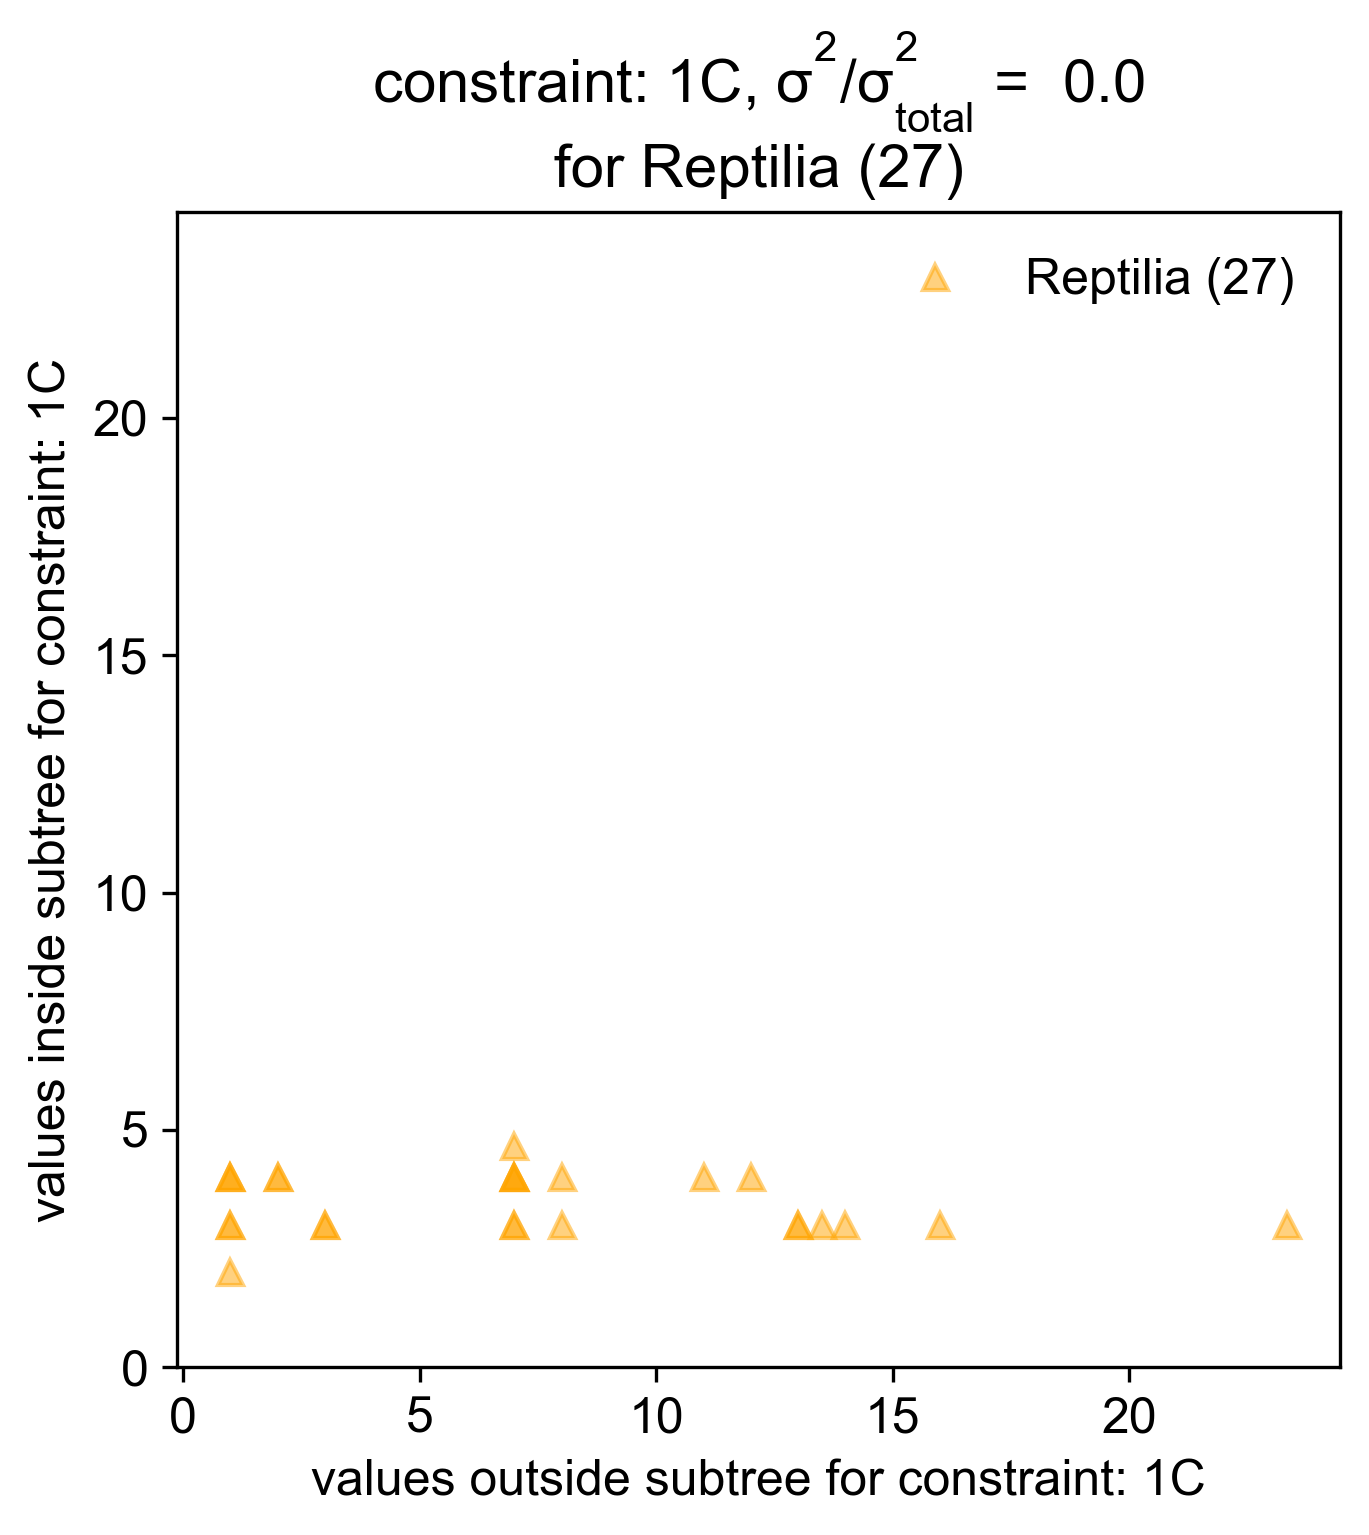 constraint: 1C, σ²/σ²total = 0.0
for Reptilia (27)
Reptilia (27)
values inside subtree for constraint: 1C
20
15
10
5
0
0 5 10 15 20
values outside subtree for constraint: 1C